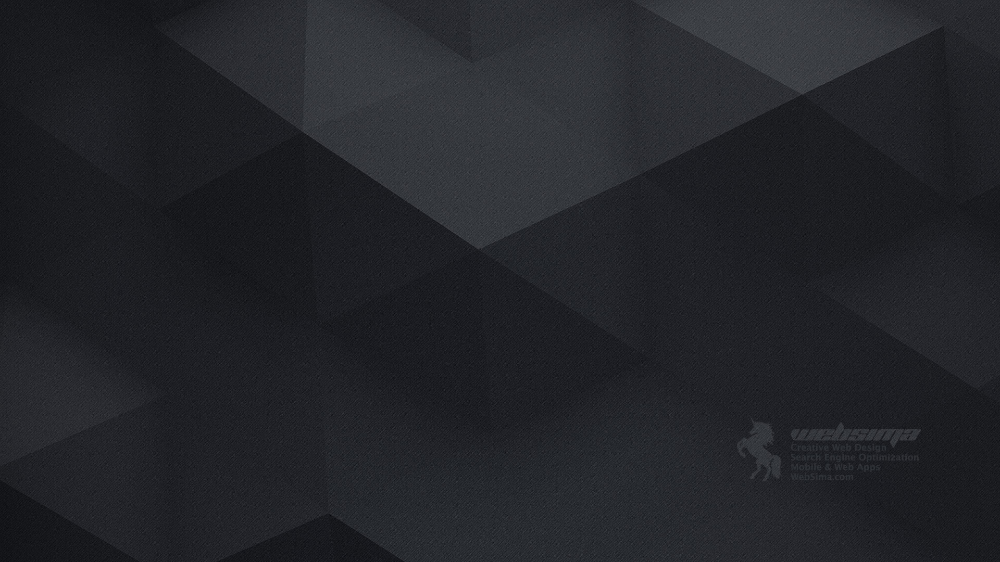 websima
Creative Web Design
Search Engine Optimization
Mobile & Web Apps
WebSima.com